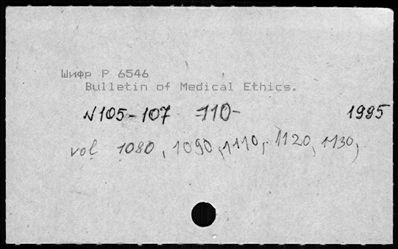 Шифр Р 6546
Bulletin of Medical Ethics.
N105-107 110- 1995
vol 1080, 1090, 1110, 1120, 1130,